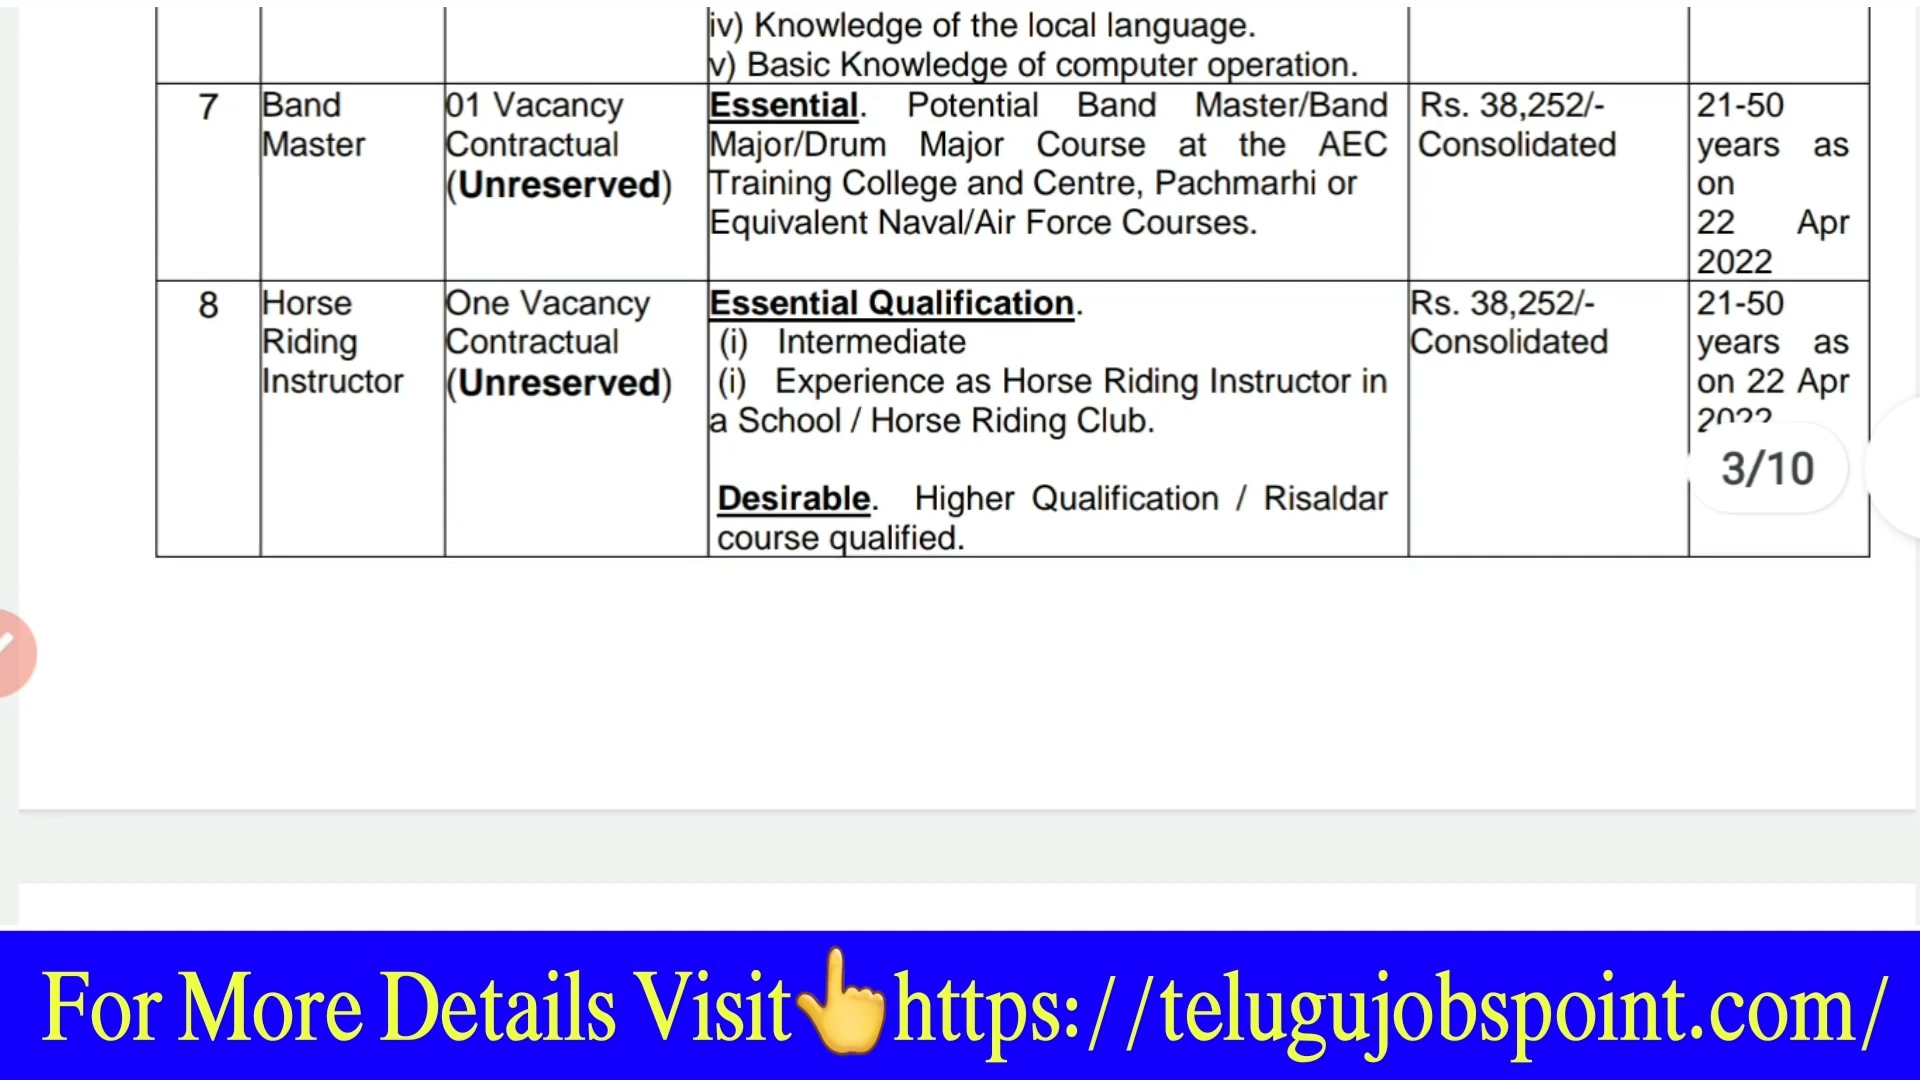 iv) Knowledge of the local language.
v) Basic Knowledge of computer operation.
7
Band
Master
01 Vacancy
Contractual
(Unreserved)
Essential. Potential Band Master/Band
Major/Drum Major Course at the AEC
Training College and Centre, Pachmarhi or
Equivalent Naval/Air Force Courses.
Rs. 38,252/-
Consolidated
21-50
years as
on
22 Apr
2022
8
Horse
Riding
Instructor
One Vacancy
Contractual
(Unreserved)
Essential Qualification.
(i) Intermediate
(i) Experience as Horse Riding Instructor in
a School / Horse Riding Club.
Desirable. Higher Qualification / Risaldar
course qualified.
Rs. 38,252/-
Consolidated
21-50
years as
on 22 Apr
2022
3/10
For More Details Visit👆https://telugujobspoint.com/